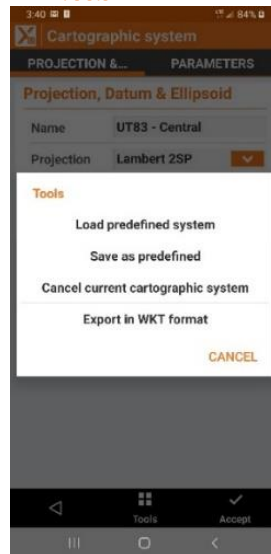 3:40
84%
Cartographic system
PROJECTION &... PARAMETERS
Projection, Datum & Ellipsoid
Name UT83 - Central
Projection Lambert 2SP
Tools
Load predefined system
Save as predefined
Cancel current cartographic system
Export in WKT format
CANCEL
Tools Accept